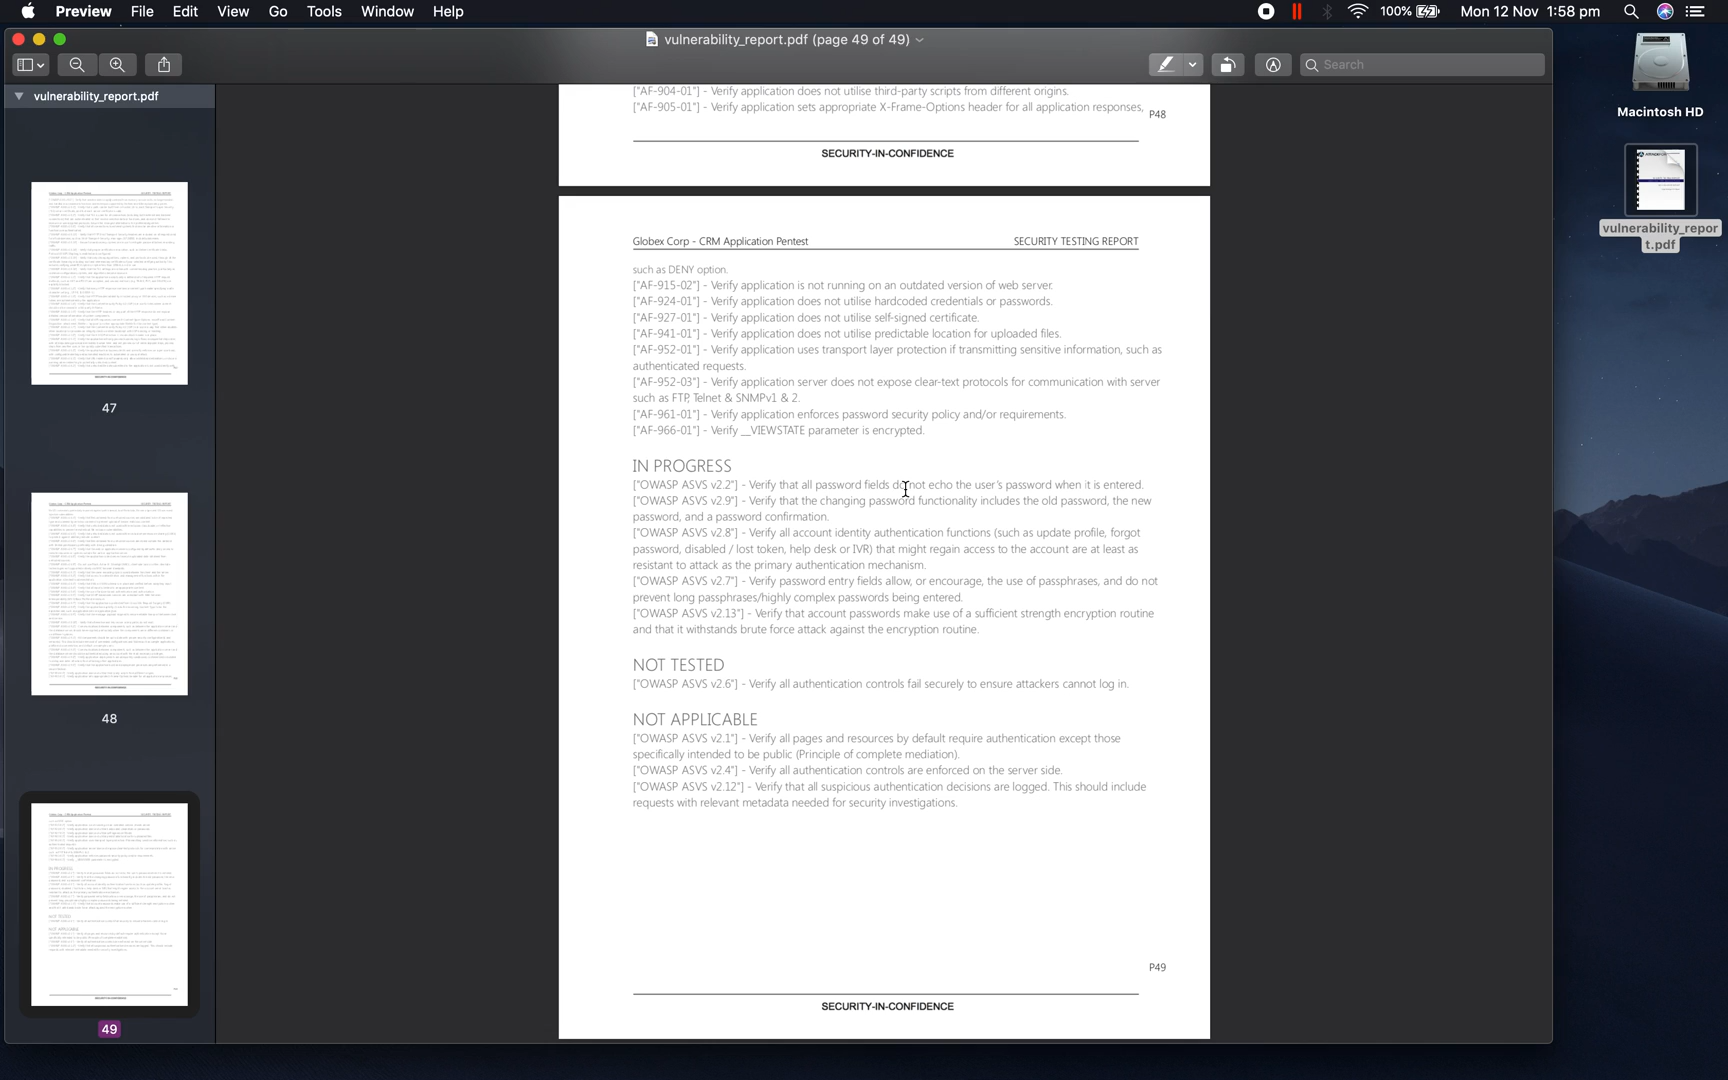 Preview File Edit View Go Tools Window Help
100% Mon 12 Nov 1:58 pm
vulnerability_report.pdf (page 49 of 49)
Search
vulnerability_report.pdf
47
48
49
["AF-904-01"] - Verify application does not utilise third-party scripts from different origins.
["AF-905-01"] - Verify application sets appropriate X-Frame-Options header for all application responses,
P48
SECURITY-IN-CONFIDENCE
Globex Corp - CRM Application Pentest SECURITY TESTING REPORT
such as DENY option.
["AF-915-02"] - Verify application is not running on an outdated version of web server.
["AF-924-01"] - Verify application does not utilise hardcoded credentials or passwords.
["AF-927-01"] - Verify application does not utilise self-signed certificate.
["AF-941-01"] - Verify application does not utilise predictable location for uploaded files.
["AF-952-01"] - Verify application uses transport layer protection if transmitting sensitive information, such as
authenticated requests.
["AF-952-03"] - Verify application server does not expose clear-text protocols for communication with server
such as FTP, Telnet & SNMPv1 & 2.
["AF-961-01"] - Verify application enforces password security policy and/or requirements.
["AF-966-01"] - Verify __VIEWSTATE parameter is encrypted.
IN PROGRESS
["OWASP ASVS v2.2"] - Verify that all password fields do not echo the user's password when it is entered.
["OWASP ASVS v2.9"] - Verify that the changing password functionality includes the old password, the new
password, and a password confirmation.
["OWASP ASVS v2.8"] - Verify all account identity authentication functions (such as update profile, forgot
password, disabled / lost token, help desk or IVR) that might regain access to the account are at least as
resistant to attack as the primary authentication mechanism.
["OWASP ASVS v2.7"] - Verify password entry fields allow, or encourage, the use of passphrases, and do not
prevent long passphrases/highly complex passwords being entered.
["OWASP ASVS v2.13"] - Verify that account passwords make use of a sufficient strength encryption routine
and that it withstands brute force attack against the encryption routine.
NOT TESTED
["OWASP ASVS v2.6"] - Verify all authentication controls fail securely to ensure attackers cannot log in.
NOT APPLICABLE
["OWASP ASVS v2.1"] - Verify all pages and resources by default require authentication except those
specifically intended to be public (Principle of complete mediation).
["OWASP ASVS v2.4"] - Verify all authentication controls are enforced on the server side.
["OWASP ASVS v2.12"] - Verify that all suspicious authentication decisions are logged. This should include
requests with relevant metadata needed for security investigations.
P49
SECURITY-IN-CONFIDENCE
Macintosh HD
vulnerability_repor
t.pdf